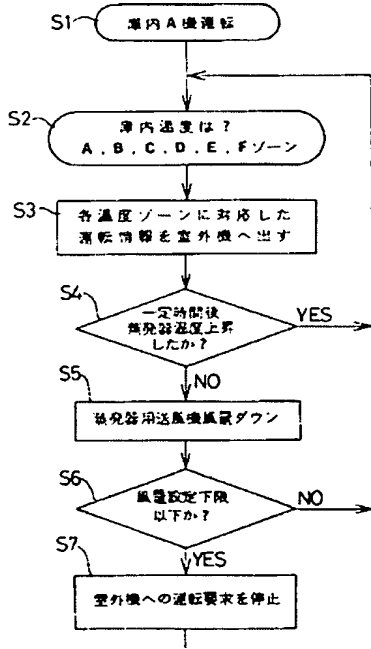 S1
庫内A機運転
S2
庫内温度は?
A,B,C,D,E,Fゾーン
S3
各温度ゾーンに対応した
運転情報を室外機へ出す
S4
一定時間後
蒸発器温度上昇
したか?
YES
S5
NO
蒸発器用送風機風量ダウン
S6
風量設定下限
以下か?
NO
S7
YES
室外機への運転要求を停止